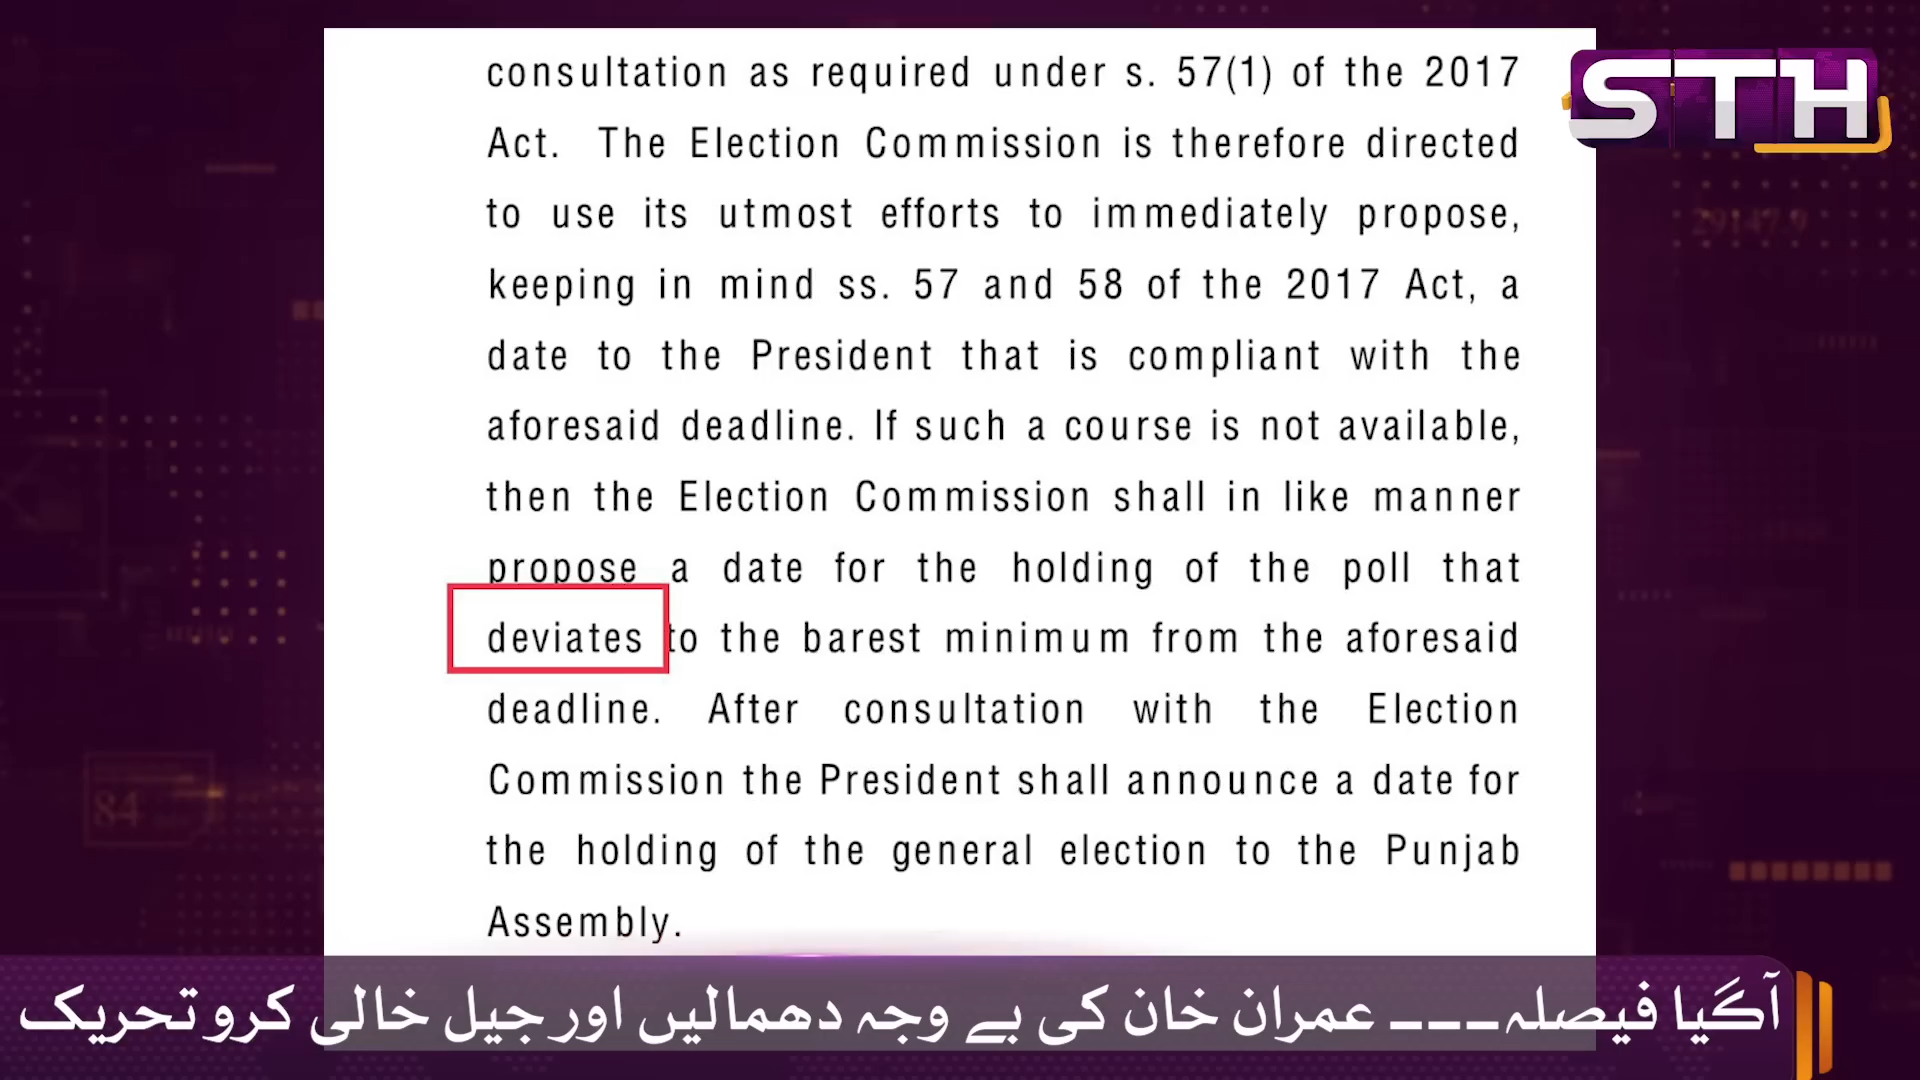 consultation as required under s. 57(1) of the 2017
Act. The Election Commission is therefore directed
to use its utmost efforts to immediately propose,
keeping in mind ss. 57 and 58 of the 2017 Act, a
date to the President that is compliant with the
aforesaid deadline. If such a course is not available,
then the Election Commission shall in like manner
propose a date for the holding of the poll that
deviates to the barest minimum from the aforesaid
deadline. After consultation with the Election
Commission the President shall announce a date for
the holding of the general election to the Punjab
Assembly.
STH
29147.9
84
آگیا فیصلہ--- عمران خان کی بے وجہ دھمالیں اور جیل خالی کرو تحریک